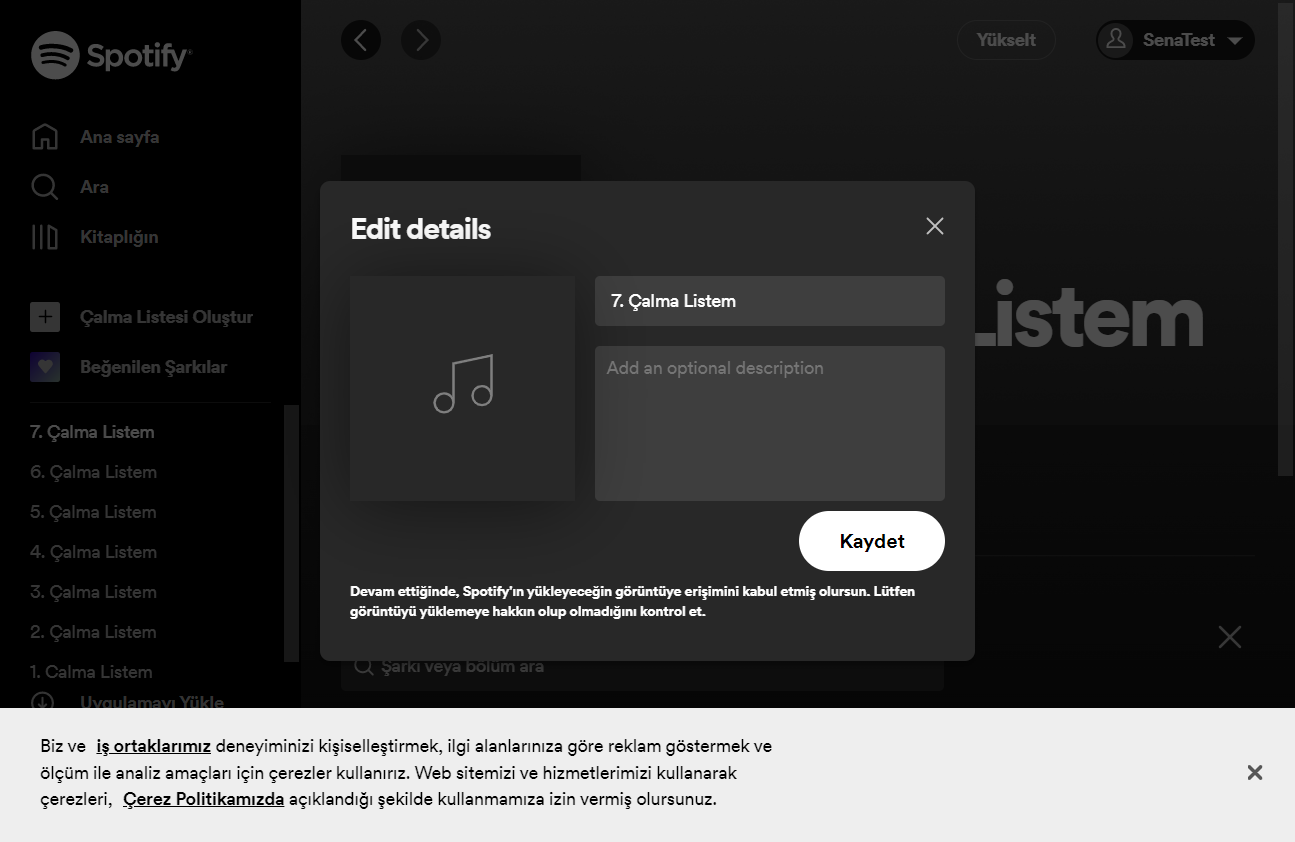 Spotify®
Yükselt
SenaTest
Ana sayfa
Ara
Kitaplığın
Çalma Listesi Oluştur
Beğenilen Şarkılar
7. Çalma Listem
6. Çalma Listem
5. Çalma Listem
4. Çalma Listem
3. Çalma Listem
2. Çalma Listem
1. Calma Listem
Uygulamayı Yükle
Listem
Edit details
7. Çalma Listem
Add an optional description
Kaydet
Devam ettiğinde, Spotify'ın yükleyeceğin görüntüye erişimini kabul etmiş olursun. Lütfen
görüntüyü yüklemeye hakkın olup olmadığını kontrol et.
Şarkı veya bölüm ara
Biz ve iş ortaklarımız deneyiminizi kişiselleştirmek, ilgi alanlarınıza göre reklam göstermek ve
ölçüm ile analiz amaçları için çerezler kullanırız. Web sitemizi ve hizmetlerimizi kullanarak
çerezleri, Çerez Politikamızda açıklandığı şekilde kullanmamıza izin vermiş olursunuz.